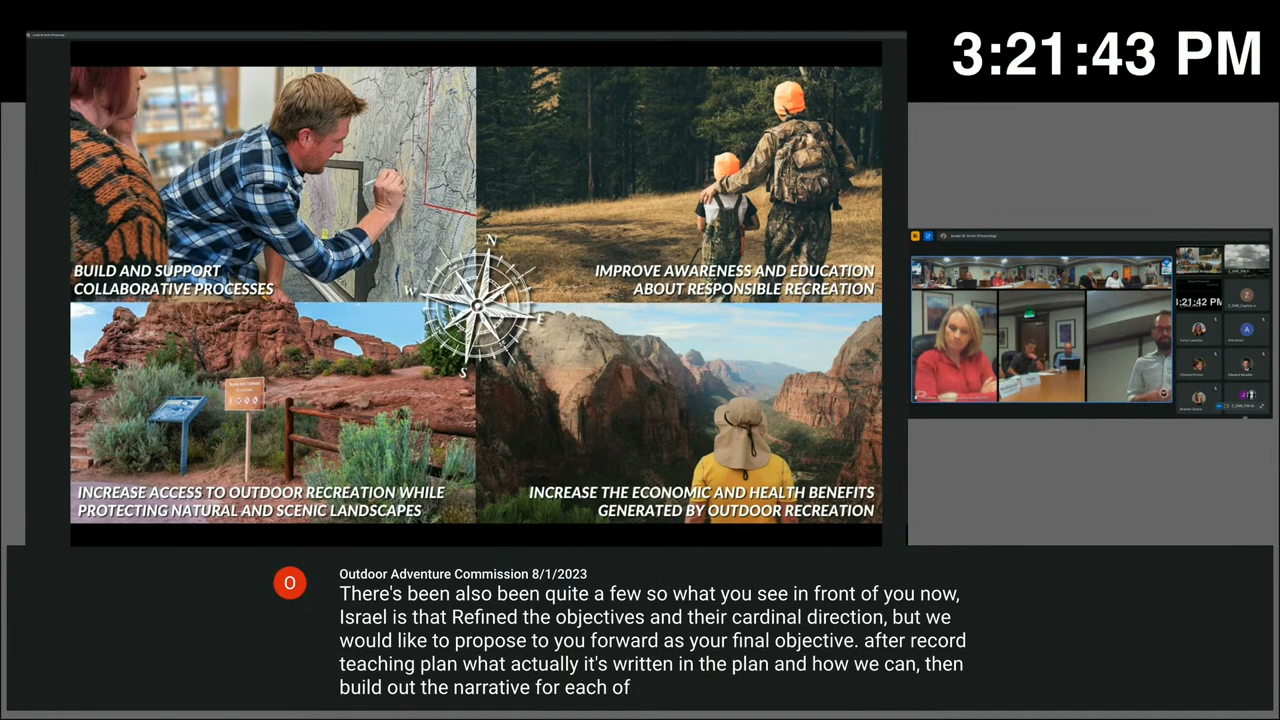 3:21:43 PM
BUILD AND SUPPORT
COLLABORATIVE PROCESSES
IMPROVE AWARENESS AND EDUCATION
ABOUT RESPONSIBLE RECREATION
N
W
E
S
INCREASE ACCESS TO OUTDOOR RECREATION WHILE
PROTECTING NATURAL AND SCENIC LANDSCAPES
INCREASE THE ECONOMIC AND HEALTH BENEFITS
GENERATED BY OUTDOOR RECREATION
3:21:42 PM
O
Outdoor Adventure Commission 8/1/2023
There's been also been quite a few so what you see in front of you now,
Israel is that Refined the objectives and their cardinal direction, but we
would like to propose to you forward as your final objective. after record
teaching plan what actually it's written in the plan and how we can, then
build out the narrative for each of